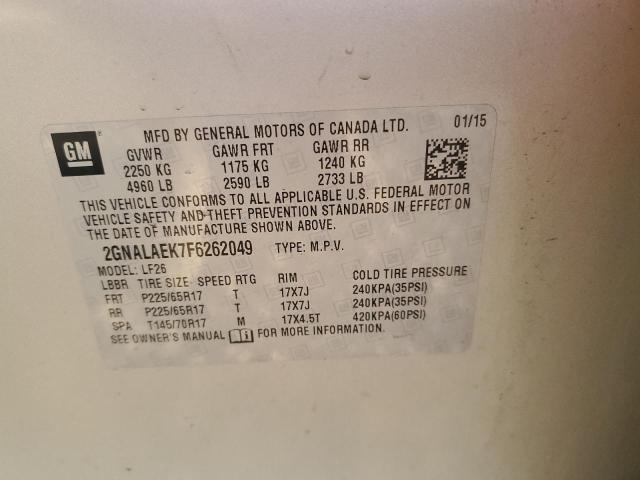 GM
MFD BY GENERAL MOTORS OF CANADA LTD. 01/15
GVWR GAWR FRT GAWR RR
2250 KG 1175 KG 1240 KG
4960 LB 2590 LB 2733 LB
THIS VEHICLE CONFORMS TO ALL APPLICABLE U.S. FEDERAL MOTOR
VEHICLE SAFETY AND THEFT PREVENTION STANDARDS IN EFFECT ON
THE DATE OF MANUFACTURE SHOWN ABOVE.
2GNALAEK7F6262049 TYPE: M.P.V.
MODEL: LF26
LBBR TIRE SIZE SPEED RTG RIM COLD TIRE PRESSURE
FRT P225/65R17 T 17X7J 240KPA(35PSI)
RR P225/65R17 T 17X7J 240KPA(35PSI)
SPA T145/70R17 M 17X4.5T 420KPA(60PSI)
SEE OWNER'S MANUAL FOR MORE INFORMATION.